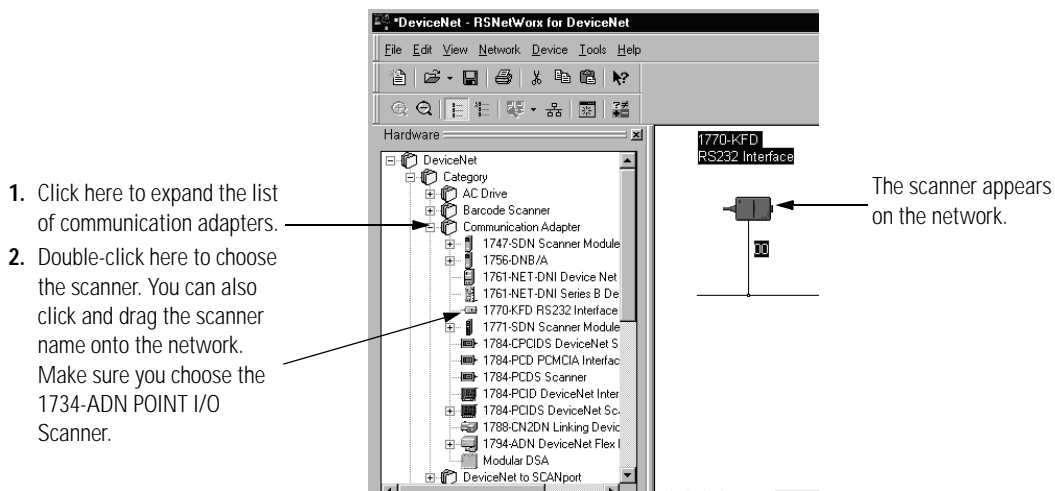 *DeviceNet - RSNetWorx for DeviceNet
File Edit View Network Device Tools Help
Hardware
DeviceNet
Category
AC Drive
Barcode Scanner
Communication Adapter
1747-SDN Scanner Module
1756-DNB/A
1761-NET-DNI Device Net
1761-NET-DNI Series B De
1770-KFD RS232 Interface
1771-SDN Scanner Module
1784-CPCIDS DeviceNet S
1784-PCD PCMCIA Interfac
1784-PCDS Scanner
1784-PCID DeviceNet Inter
1784-PCIDS DeviceNet Sc
1788-CN2DN Linking Devic
1794-ADN DeviceNet Flex I
Modular DSA
DeviceNet to SCANport
1770-KFD
RS232 Interface
00
1. Click here to expand the list
of communication adapters.
2. Double-click here to choose
the scanner. You can also
click and drag the scanner
name onto the network.
Make sure you choose the
1734-ADN POINT I/O
Scanner.
The scanner appears
on the network.